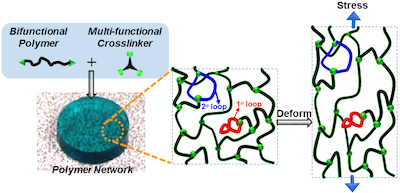 Bifunctional
Polymer
+
Multi-functional
Crosslinker
Polymer Network
2° loop
1° loop
Deform
Stress